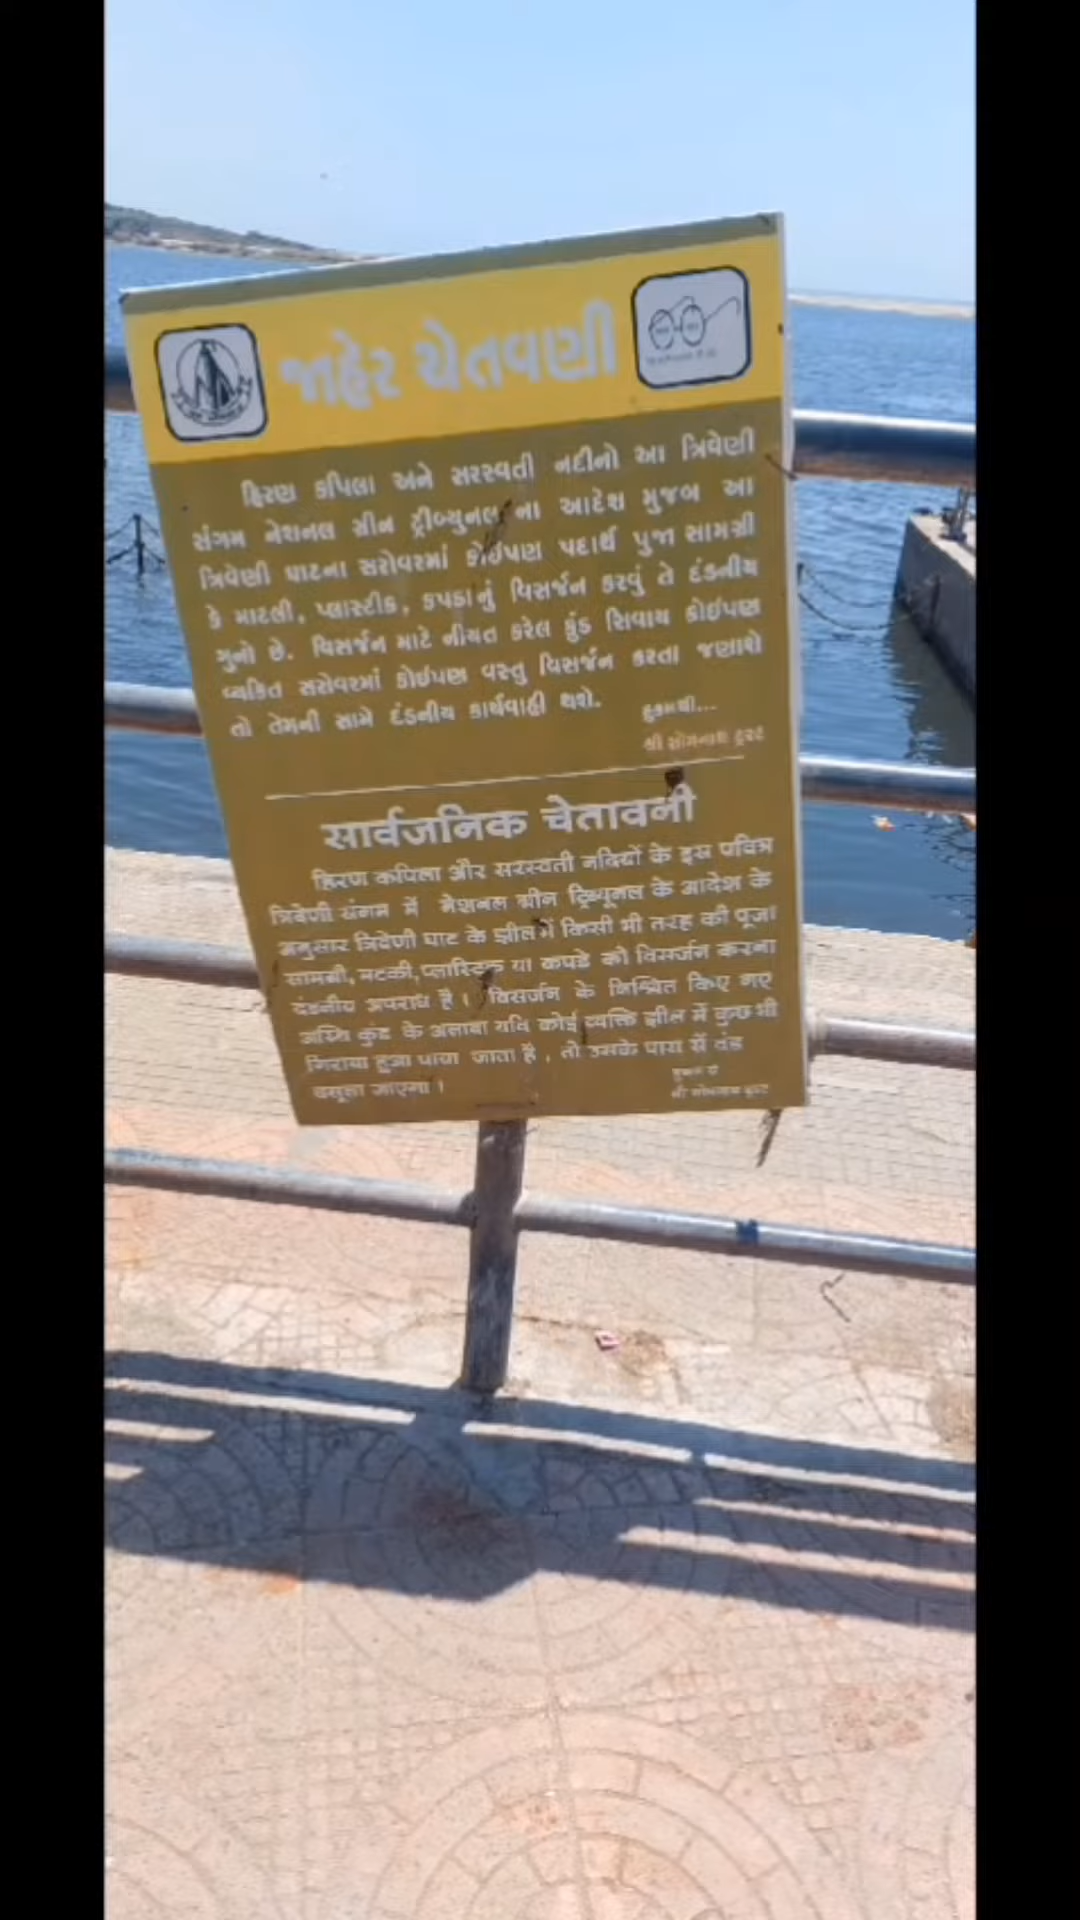 જાહેર ચેતવણી
હિરણ કપિલા અને સરસ્વતી નદીનો આ ત્રિવેણી
સંગમ નેશનલ ગ્રીન ટ્રીબ્યુનલ ના આદેશ મુજબ આ
ત્રિવેણી ઘાટના સરોવરમાં કોઈપણ પદાર્થ પુજા સામગ્રી
કે માટલી, પ્લાસ્ટીક, કપડાનું વિસર્જન કરવું તે દંડનીય
ગુનો છે. વિસર્જન માટે નીયત કરેલ કુંડ સિવાય કોઈપણ
વ્યકિત સરોવરમાં કોઈપણ વસ્તુ વિસર્જન કરતા જણાશે
તો તેમની સામે દંડનીય કાર્યવાહી થશે.
હુકમથી...
શ્રી સોમનાથ ટ્રસ્ટ
सार्वजनिक चेतावनी
हिरण कपिला और सरस्वती नदियों के इस पवित्र
त्रिवेणी संगम में नेशनल ग्रीन ट्रिब्यूनल के आदेश के
अनुसार त्रिवेणी घाट के झील में किसी भी तरह की पूजा
सामग्री, मटकी, प्लास्टिक या कपडे को विसर्जन करना
दंडनीय अपराध है। विसर्जन के निश्चित किए गए
अस्थि कुंड के अलावा यदि कोई व्यक्ति झील में कुछ भी
गिराया हुआ पाया जाता है, तो उसके पास सें दंड
वसूला जाएगा।
हुकम से
श्री सोमनाथ ट्रस्ट